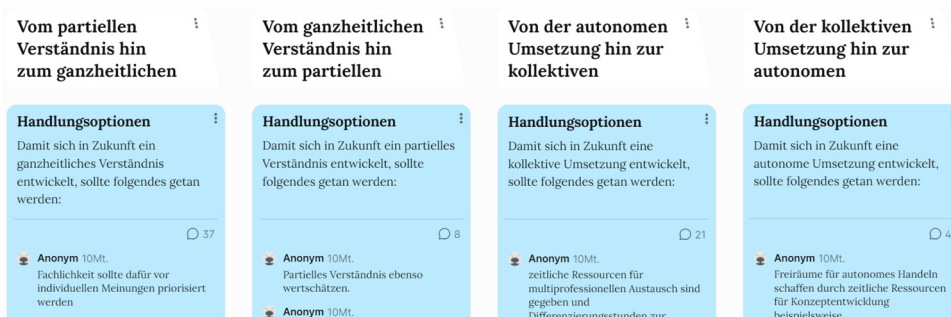 Vom partiellen
Verständnis hin
zum ganzheitlichen
Handlungsoptionen
Damit sich in Zukunft ein
ganzheitliches Verständnis
entwickelt, sollte folgendes getan
werden:
37
Anonym 10Mt.
Fachlichkeit sollte dafür vor
individuellen Meinungen priorisiert
werden
Vom ganzheitlichen
Verständnis hin
zum partiellen
Handlungsoptionen
Damit sich in Zukunft ein partielles
Verständnis entwickelt, sollte
folgendes getan werden:
8
Anonym 10Mt.
Partielles Verständnis ebenso
wertschätzen.
Anonym 10Mt.
Von der autonomen
Umsetzung hin zur
kollektiven
Handlungsoptionen
Damit sich in Zukunft eine
kollektive Umsetzung entwickelt,
sollte folgendes getan werden:
21
Anonym 10Mt.
zeitliche Ressourcen für
multiprofessionellen Austausch sind
gegeben und
Differenzierungsstunden zur
Von der kollektiven
Umsetzung hin zur
autonomen
Handlungsoptionen
Damit sich in Zukunft eine
autonome Umsetzung entwickelt,
sollte folgendes getan werden:
4
Anonym 10Mt.
Freiräume für autonomes Handeln
schaffen durch zeitliche Ressourcen
für Konzeptentwicklung
beispielsweise